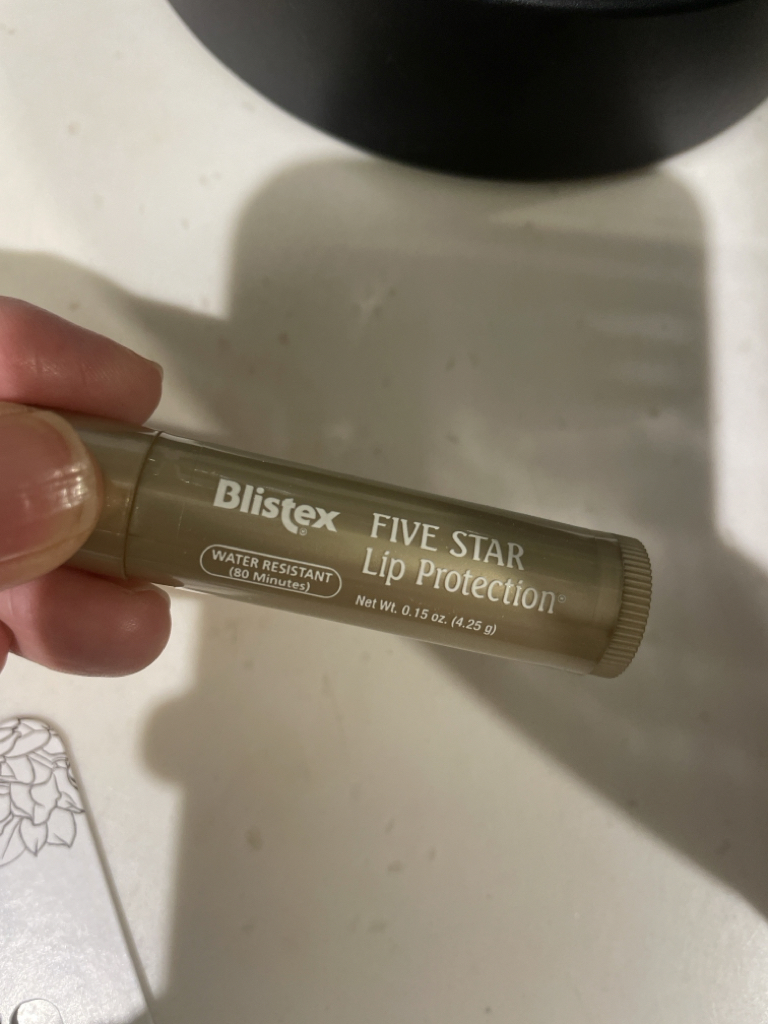 Blistex®
WATER RESISTANT
(80 Minutes)
FIVE STAR
Lip Protection®
Net Wt. 0.15 oz. (4.25 g)